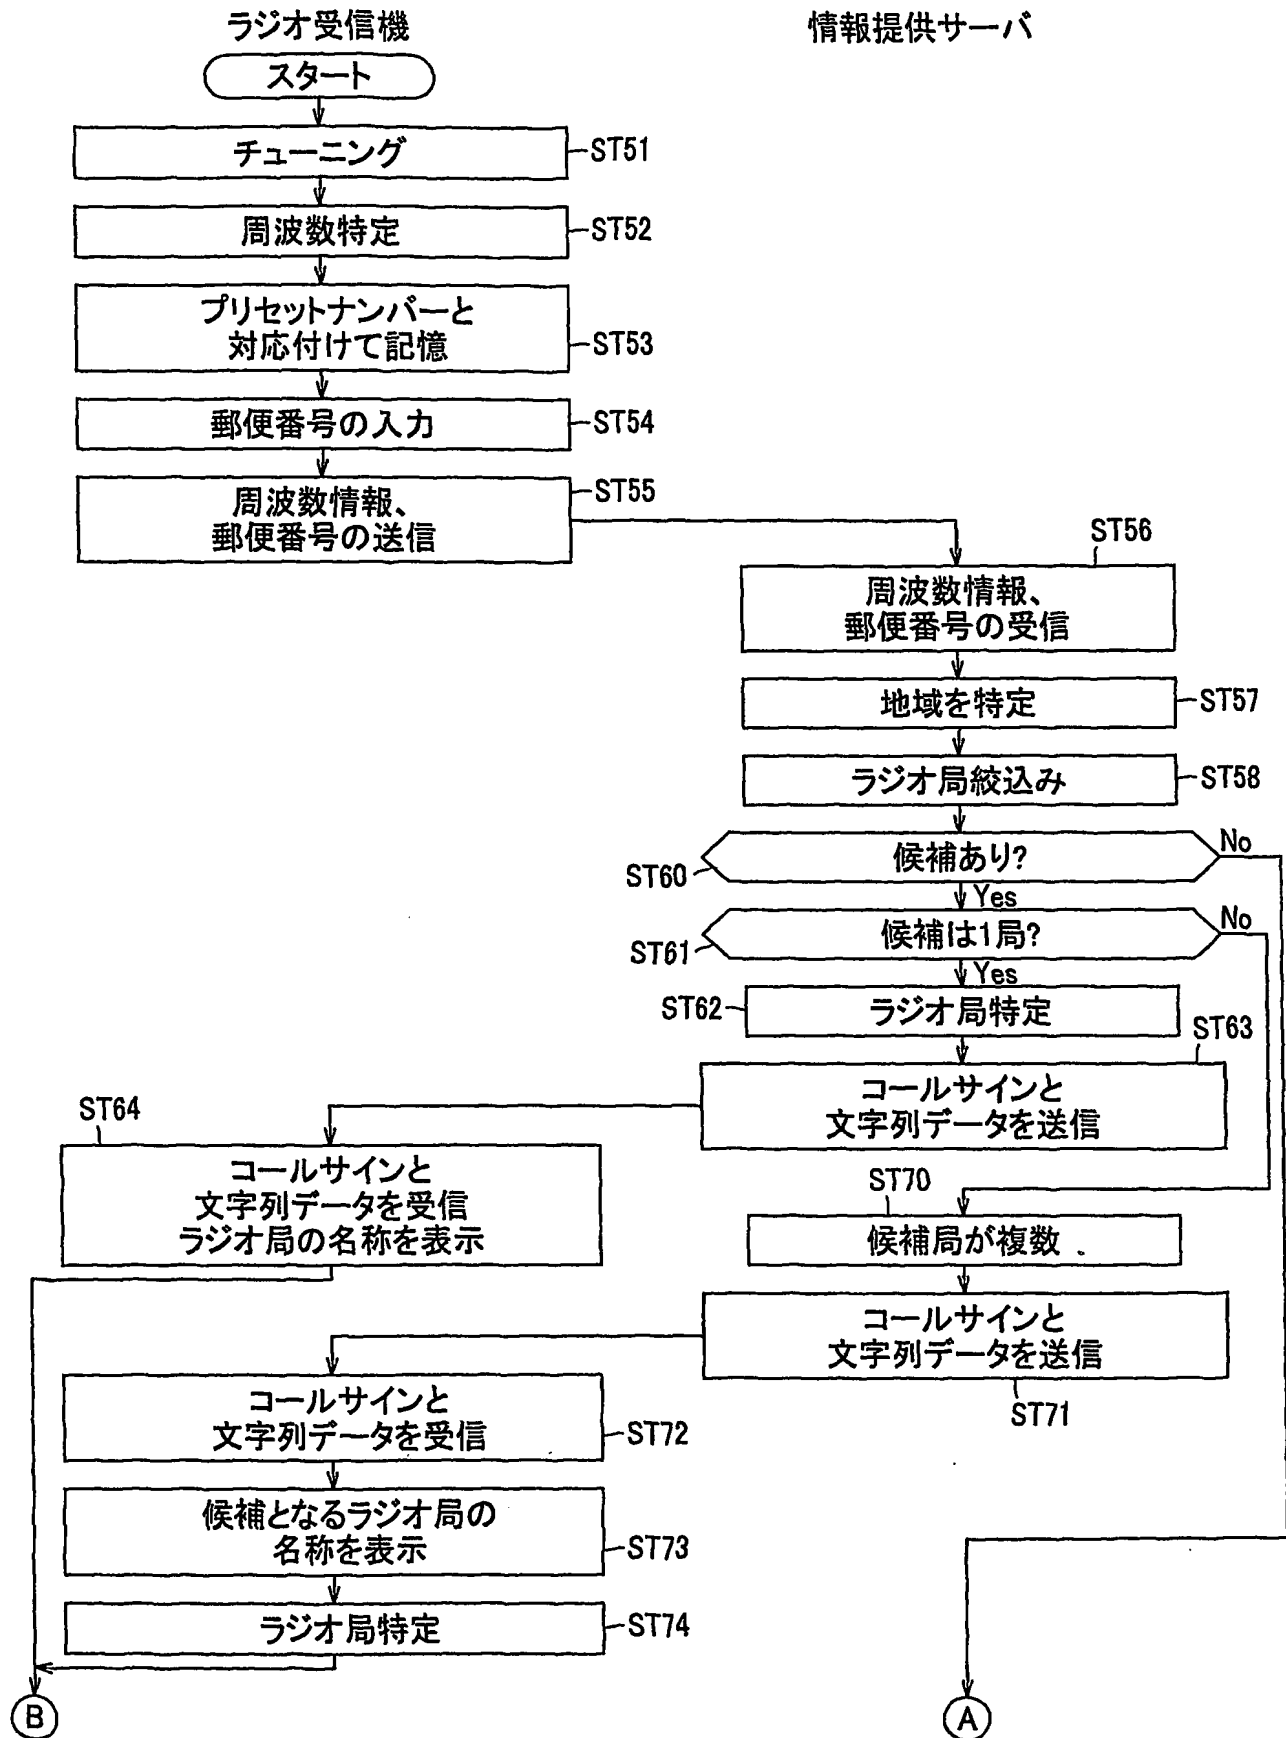 ラジオ受信機
情報提供サーバ
スタート
チューニング
ST51
周波数特定
ST52
プリセットナンバーと
対応付けて記憶
ST53
郵便番号の入力
ST54
周波数情報、
郵便番号の送信
ST55
ST56
周波数情報、
郵便番号の受信
地域を特定
ST57
ラジオ局絞込み
ST58
候補あり?
No
ST60
Yes
候補は1局?
No
ST61
Yes
ST62
ラジオ局特定
ST63
コールサインと
文字列データを送信
ST64
コールサインと
文字列データを受信
ラジオ局の名称を表示
ST70
候補局が複数
コールサインと
文字列データを送信
ST71
コールサインと
文字列データを受信
ST72
候補となるラジオ局の
名称を表示
ST73
ラジオ局特定
ST74
B
A